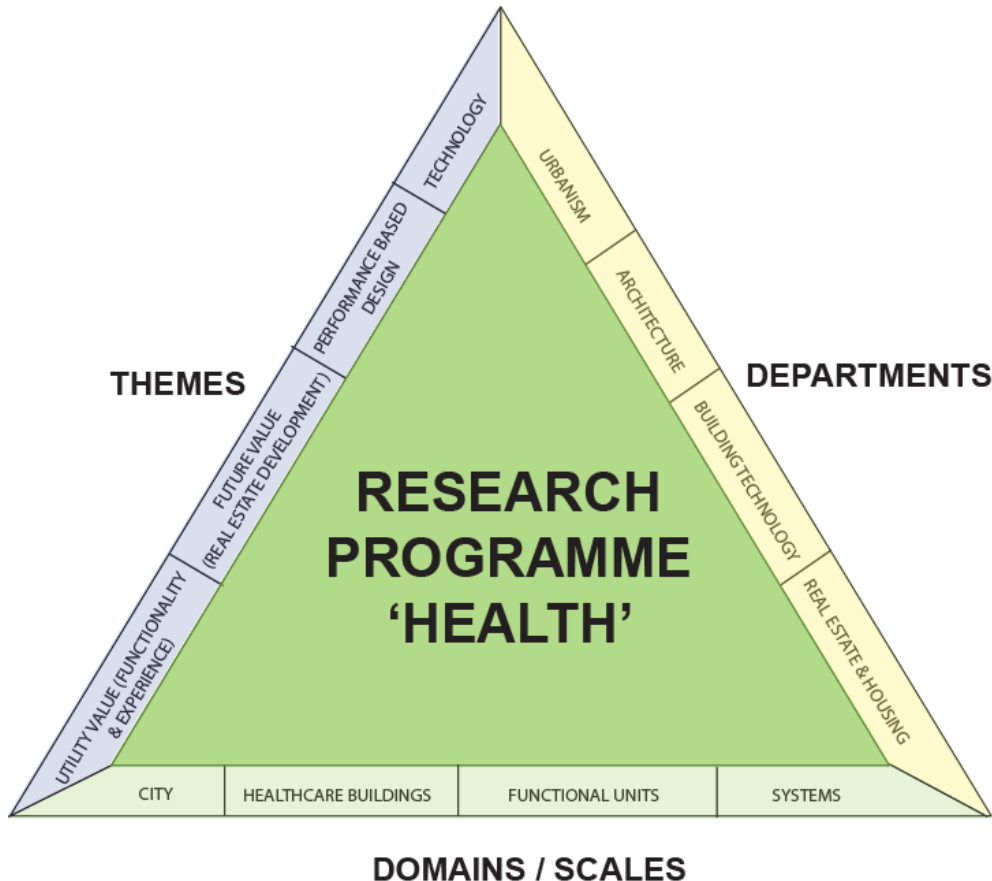 TECHNOLOGY
PERFORMANCE BASED
DESIGN
FUTURE VALUE
(REAL ESTATE DEVELOPMENT)
UTILITY VALUE (FUNCTIONALITY
& EXPERIENCE)
THEMES
URBANISM
ARCHITECTURE
BUILDING TECHNOLOGY
REAL ESTATE & HOUSING
DEPARTMENTS
RESEARCH
PROGRAMME
‘HEALTH’
CITY
HEALTHCARE BUILDINGS
FUNCTIONAL UNITS
SYSTEMS
DOMAINS / SCALES